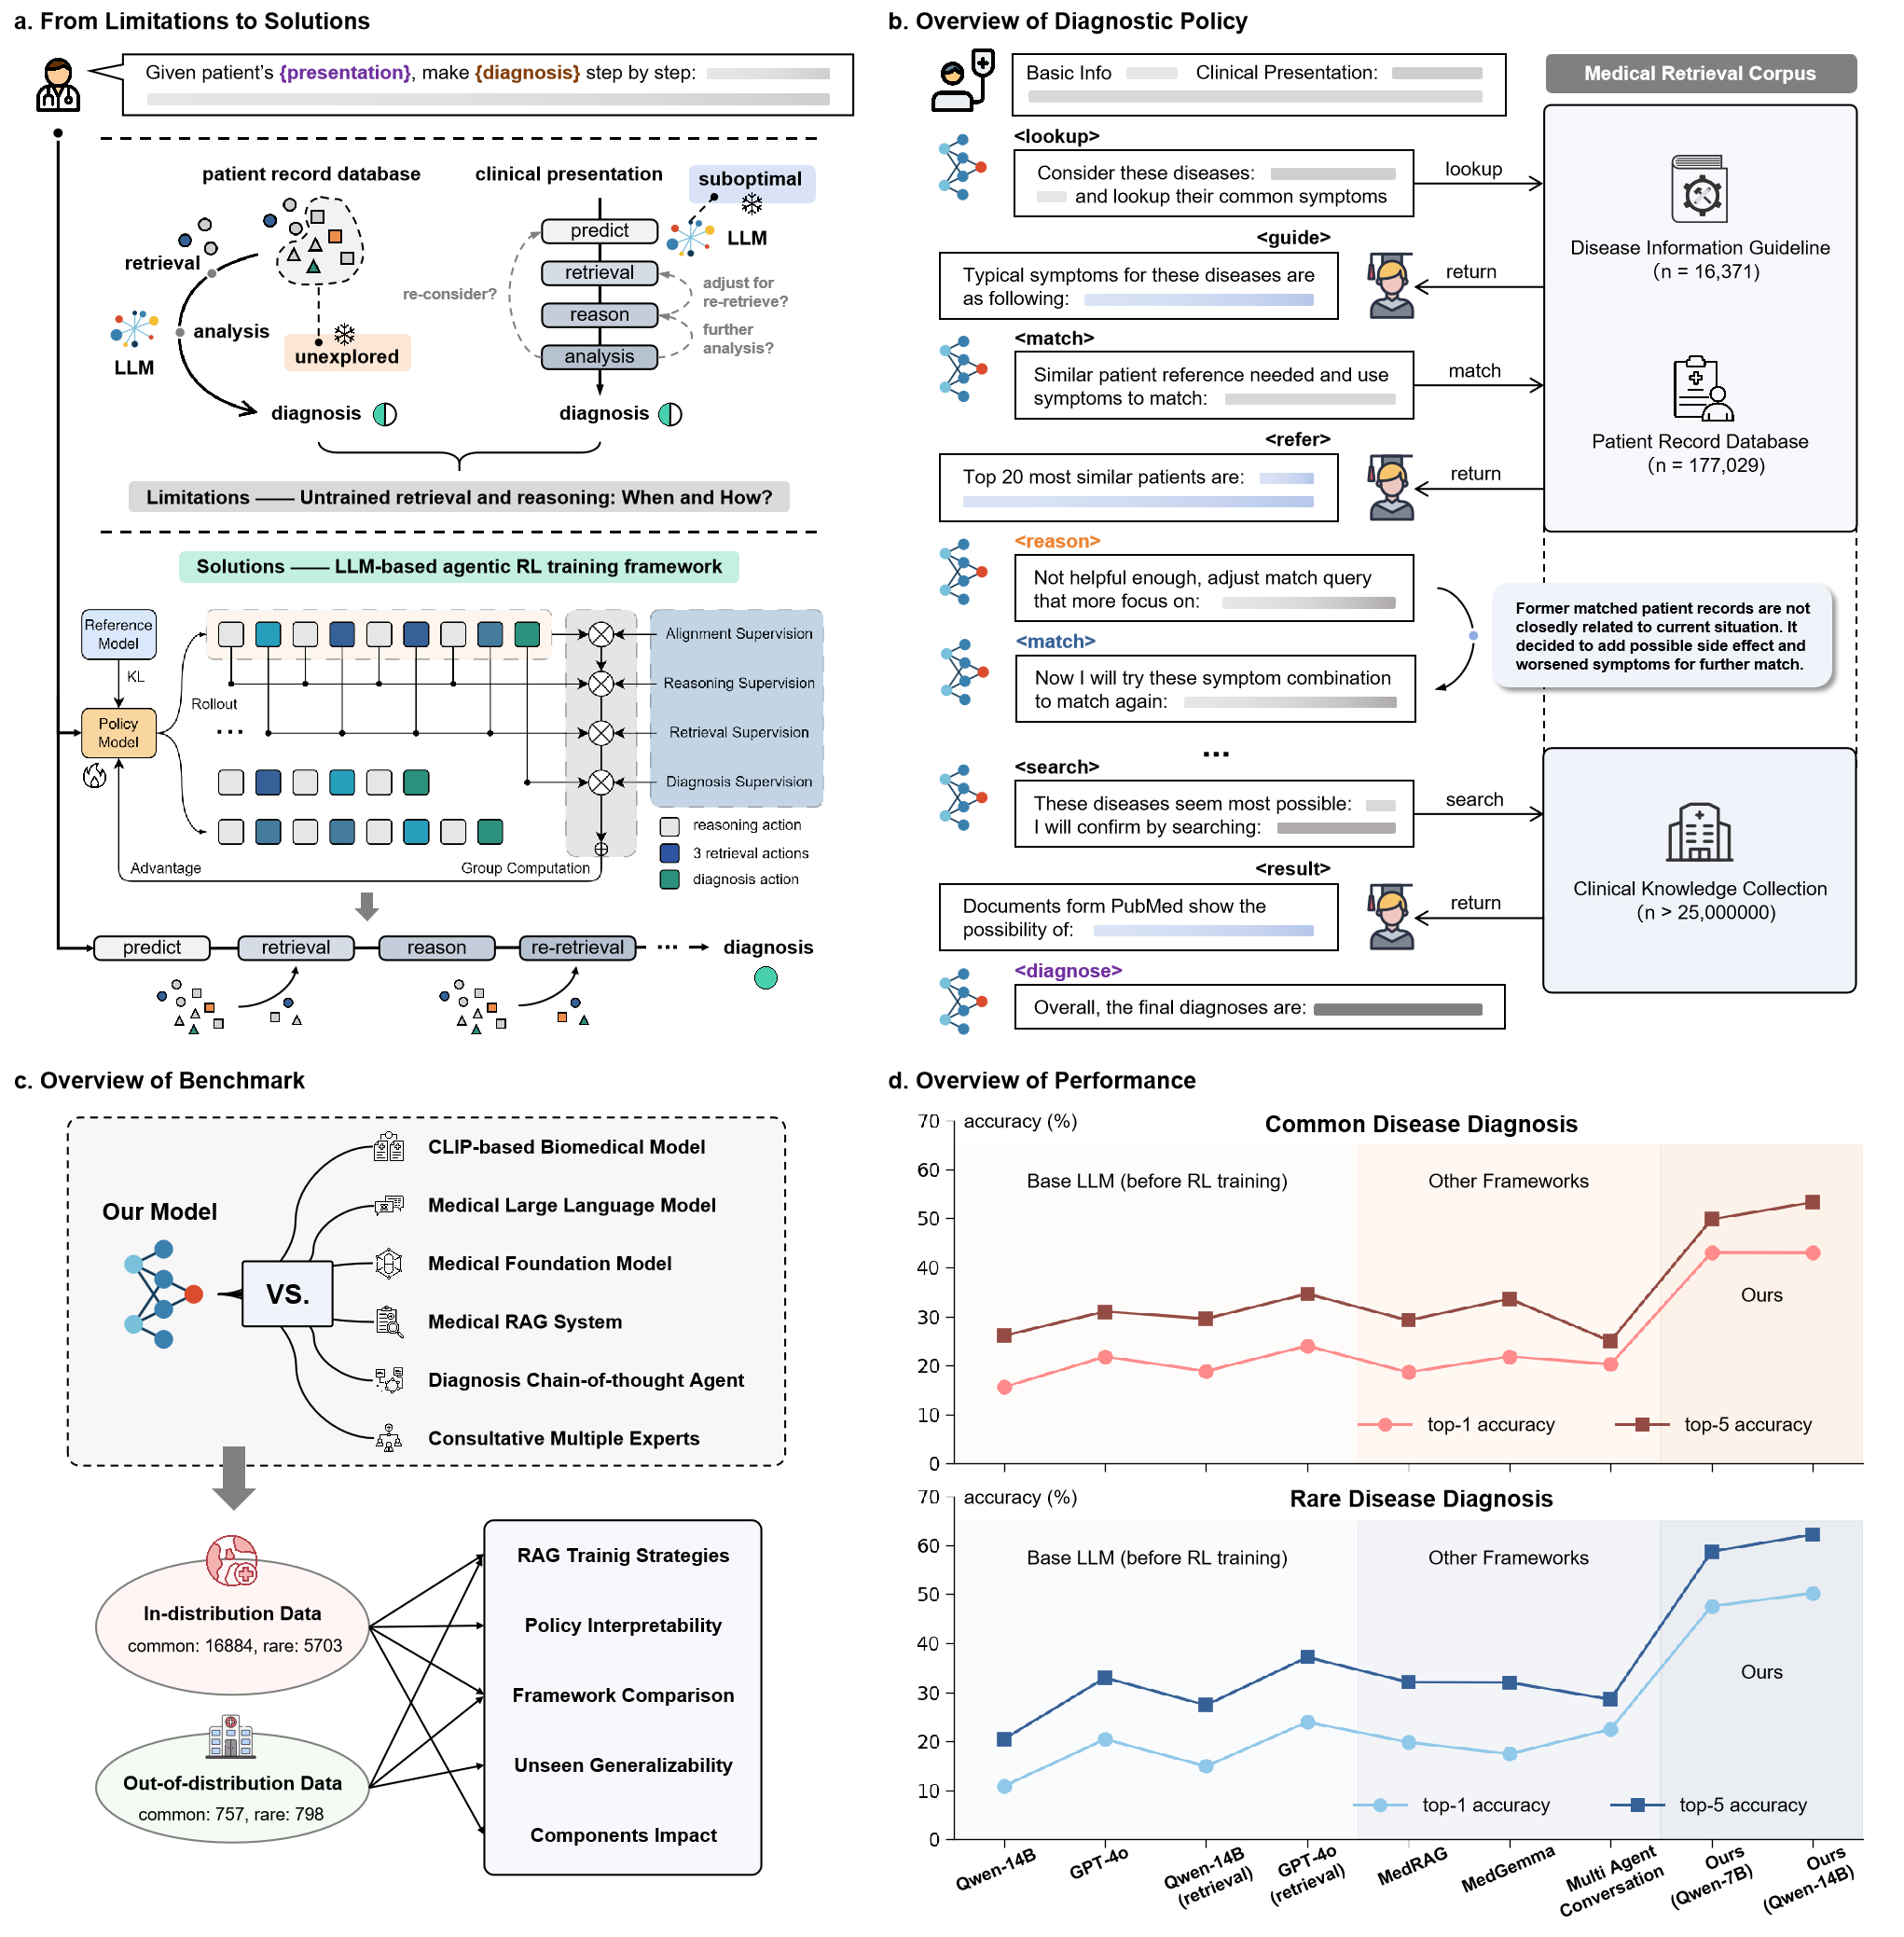 a. From Limitations to Solutions
Given patient's {presentation}, make {diagnosis} step by step:
patient record database
retrieval
analysis
LLM
unexplored
diagnosis
clinical presentation
suboptimal
LLM
predict
retrieval
reason
analysis
re-consider?
adjust for
re-retrieve?
further
analysis?
diagnosis
Limitations —— Untrained retrieval and reasoning: When and How?
Solutions —— LLM-based agentic RL training framework
Reference
Model
KL
Policy
Model
Rollout
...
Alignment Supervision
Reasoning Supervision
Retrieval Supervision
Diagnosis Supervision
reasoning action
3 retrieval actions
diagnosis action
Advantage
Group Computation
predict
retrieval
reason
re-retrieval
...
diagnosis
b. Overview of Diagnostic Policy
Basic Info
Clinical Presentation:
Medical Retrieval Corpus
<lookup>
Consider these diseases:
and lookup their common symptoms
lookup
<guide>
Typical symptoms for these diseases are
as following:
return
Disease Information Guideline
(n = 16,371)
<match>
Similar patient reference needed and use
symptoms to match:
match
<refer>
Top 20 most similar patients are:
return
Patient Record Database
(n = 177,029)
<reason>
Not helpful enough, adjust match query
that more focus on:
<match>
Now I will try these symptom combination
to match again:
Former matched patient records are not
closedly related to current situation. It
decided to add possible side effect and
worsened symptoms for further match.
...
<search>
These diseases seem most possible:
I will confirm by searching:
search
<result>
Documents form PubMed show the
possibility of:
return
Clinical Knowledge Collection
(n > 25,000000)
<diagnose>
Overall, the final diagnoses are:
c. Overview of Benchmark
Our Model
VS.
CLIP-based Biomedical Model
Medical Large Language Model
Medical Foundation Model
Medical RAG System
Diagnosis Chain-of-thought Agent
Consultative Multiple Experts
In-distribution Data
common: 16884, rare: 5703
Out-of-distribution Data
common: 757, rare: 798
RAG Trainig Strategies
Policy Interpretability
Framework Comparison
Unseen Generalizability
Components Impact
d. Overview of Performance
accuracy (%)
Common Disease Diagnosis
70
60
50
40
30
20
10
0
Base LLM (before RL training)
Other Frameworks
Ours
top-1 accuracy
top-5 accuracy
accuracy (%)
Rare Disease Diagnosis
70
60
50
40
30
20
10
0
Base LLM (before RL training)
Other Frameworks
Ours
top-1 accuracy
top-5 accuracy
Qwen-14B
GPT-4o
Qwen-14B
(retrieval)
GPT-4o
(retrieval)
MedRAG
MedGemma
Multi Agent
Conversation
Ours
(Qwen-7B)
Ours
(Qwen-14B)